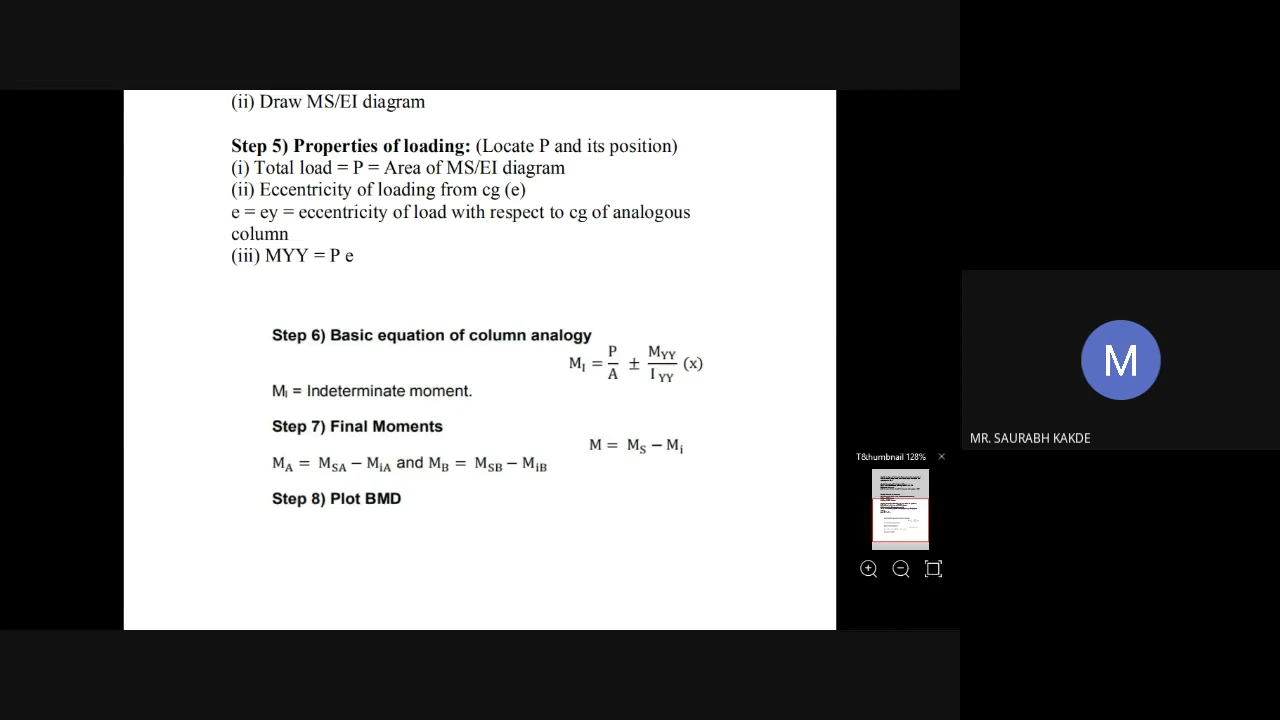 (ii) Draw MS/EI diagram
Step 5) Properties of loading: (Locate P and its position)
(i) Total load = P = Area of MS/EI diagram
(ii) Eccentricity of loading from cg (e)
e = ey = eccentricity of load with respect to cg of analogous
column
(iii) MYY = P e
Step 6) Basic equation of column analogy
M_I = P/A ± M_YY/I_YY (x)
M_I = Indeterminate moment.
Step 7) Final Moments
M = M_S − M_i
M_A = M_SA − M_iA and M_B = M_SB − M_iB
Step 8) Plot BMD
M
MR. SAURABH KAKDE
T&humbnail 128%